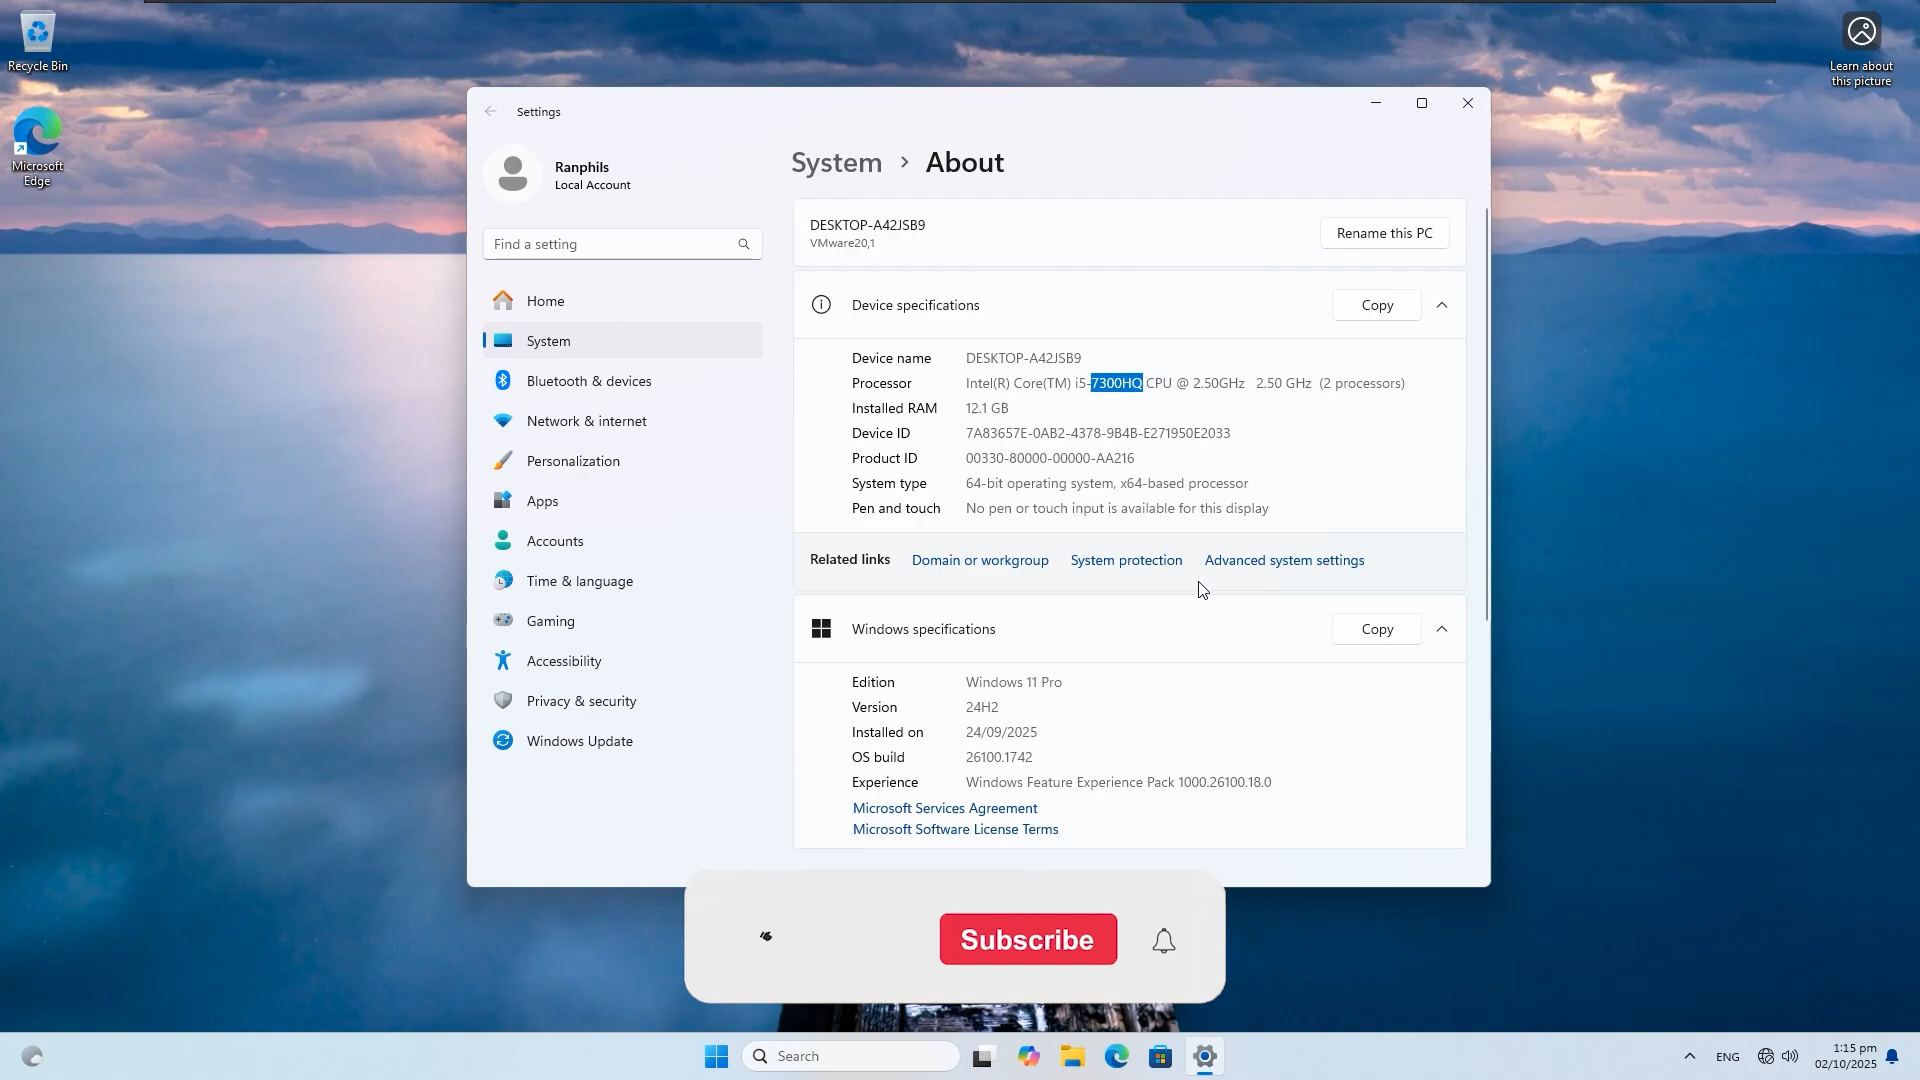 Recycle Bin
Microsoft
Edge
Learn about
this picture
Settings
Ranphils
Local Account
Find a setting
Home
System
Bluetooth & devices
Network & internet
Personalization
Apps
Accounts
Time & language
Gaming
Accessibility
Privacy & security
Windows Update
System > About
DESKTOP-A42JSB9
VMware20,1
Rename this PC
Device specifications
Copy
Device name DESKTOP-A42JSB9
Processor Intel(R) Core(TM) i5-7300HQ CPU @ 2.50GHz 2.50 GHz (2 processors)
Installed RAM 12.1 GB
Device ID 7A83657E-0AB2-4378-9B4B-E271950E2033
Product ID 00330-80000-00000-AA216
System type 64-bit operating system, x64-based processor
Pen and touch No pen or touch input is available for this display
Related links Domain or workgroup System protection Advanced system settings
Windows specifications
Copy
Edition Windows 11 Pro
Version 24H2
Installed on 24/09/2025
OS build 26100.1742
Experience Windows Feature Experience Pack 1000.26100.18.0
Microsoft Services Agreement
Microsoft Software License Terms
Subscribe
Search
ENG
1:15 pm
02/10/2025